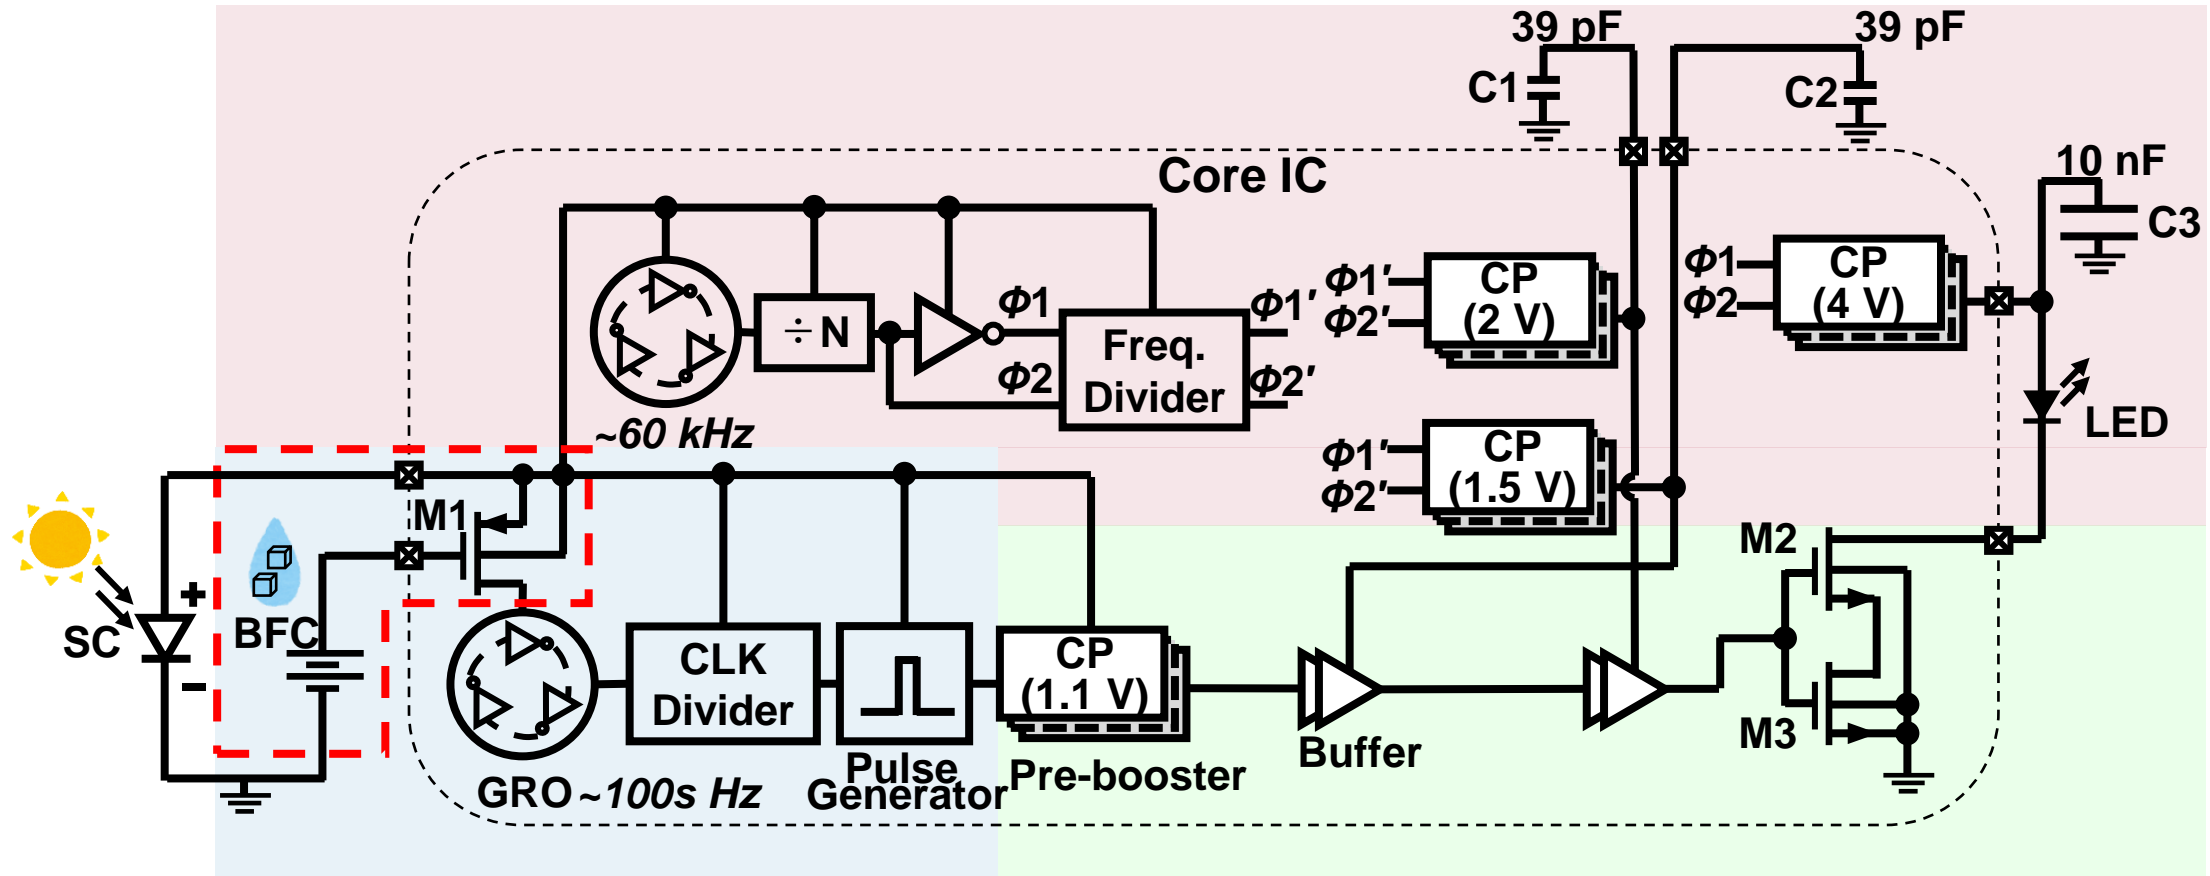 39 pF
39 pF
C1
C2
10 nF
C3
Core IC
Φ1
Φ2
÷N
Freq.
Divider
Φ1′
Φ2′
~60 kHz
Φ1′
Φ2′
CP
(2 V)
Φ1
Φ2
CP
(4 V)
Φ1′
Φ2′
CP
(1.5 V)
LED
M1
SC
+
−
BFC
GRO
~100s Hz
CLK
Divider
Pulse
Generator
CP
(1.1 V)
Pre-booster
Buffer
M2
M3